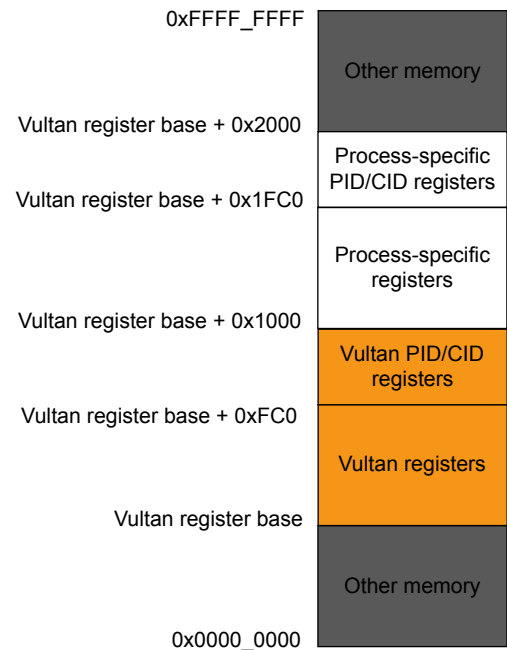 0xFFFF_FFFF
Other memory
Vultan register base + 0x2000
Process-specific
PID/CID registers
Vultan register base + 0x1FC0
Process-specific
registers
Vultan register base + 0x1000
Vultan PID/CID
registers
Vultan register base + 0xFC0
Vultan registers
Vultan register base
Other memory
0x0000_0000